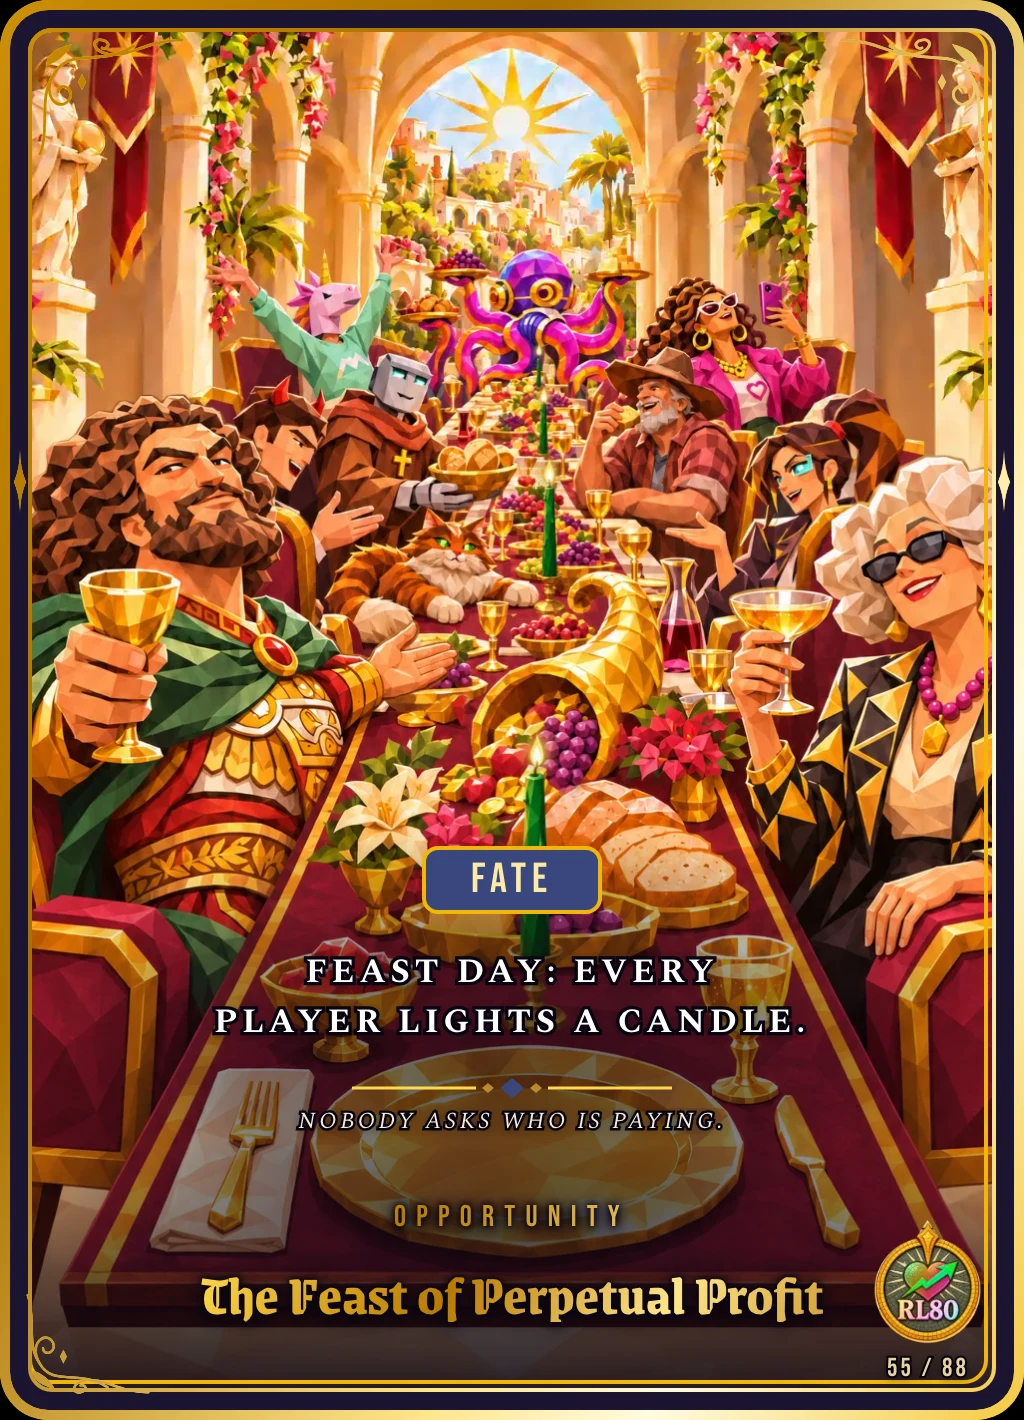 FATE
FEAST DAY: EVERY
PLAYER LIGHTS A CANDLE.
NOBODY ASKS WHO IS PAYING.
OPPORTUNITY
The Feast of Perpetual Profit
RL80
55 / 88